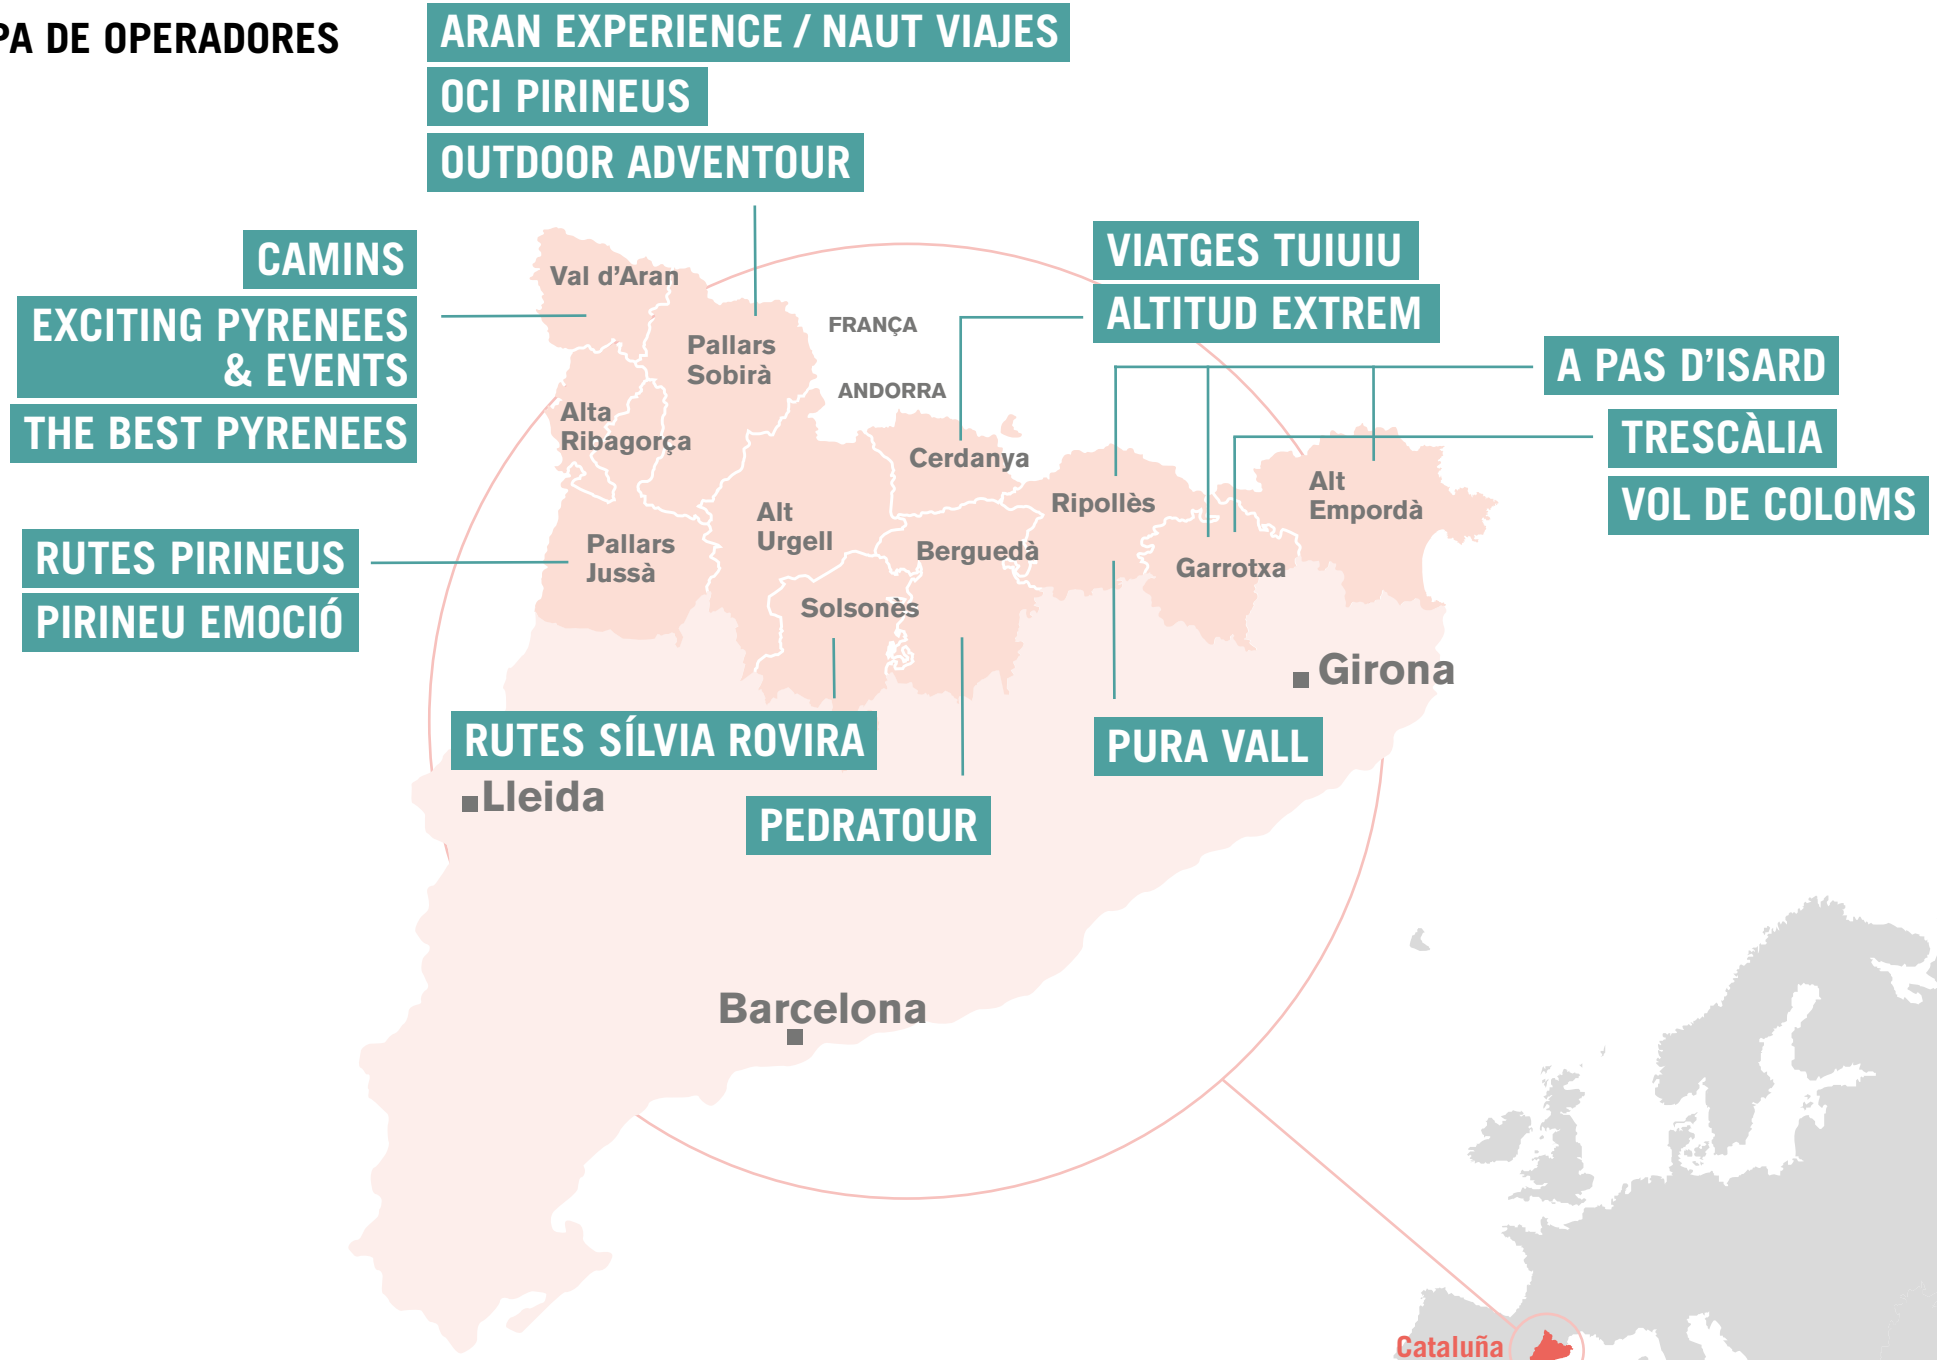 PA DE OPERADORES
ARAN EXPERIENCE / NAUT VIAJES
OCI PIRINEUS
OUTDOOR ADVENTOUR
CAMINS
EXCITING PYRENEES
& EVENTS
THE BEST PYRENEES
VIATGES TUIUIU
ALTITUD EXTREM
A PAS D'ISARD
TRESCÀLIA
VOL DE COLOMS
RUTES PIRINEUS
PIRINEU EMOCIÓ
Val d'Aran
FRANÇA
Pallars
Sobirà
ANDORRA
Alta
Ribagorça
Cerdanya
Ripollès
Alt
Empordà
Alt
Urgell
Berguedà
Pallars
Jussà
Garrotxa
Solsonès
Girona
RUTES SÍLVIA ROVIRA
PURA VALL
Lleida
PEDRATOUR
Barcelona
Cataluña